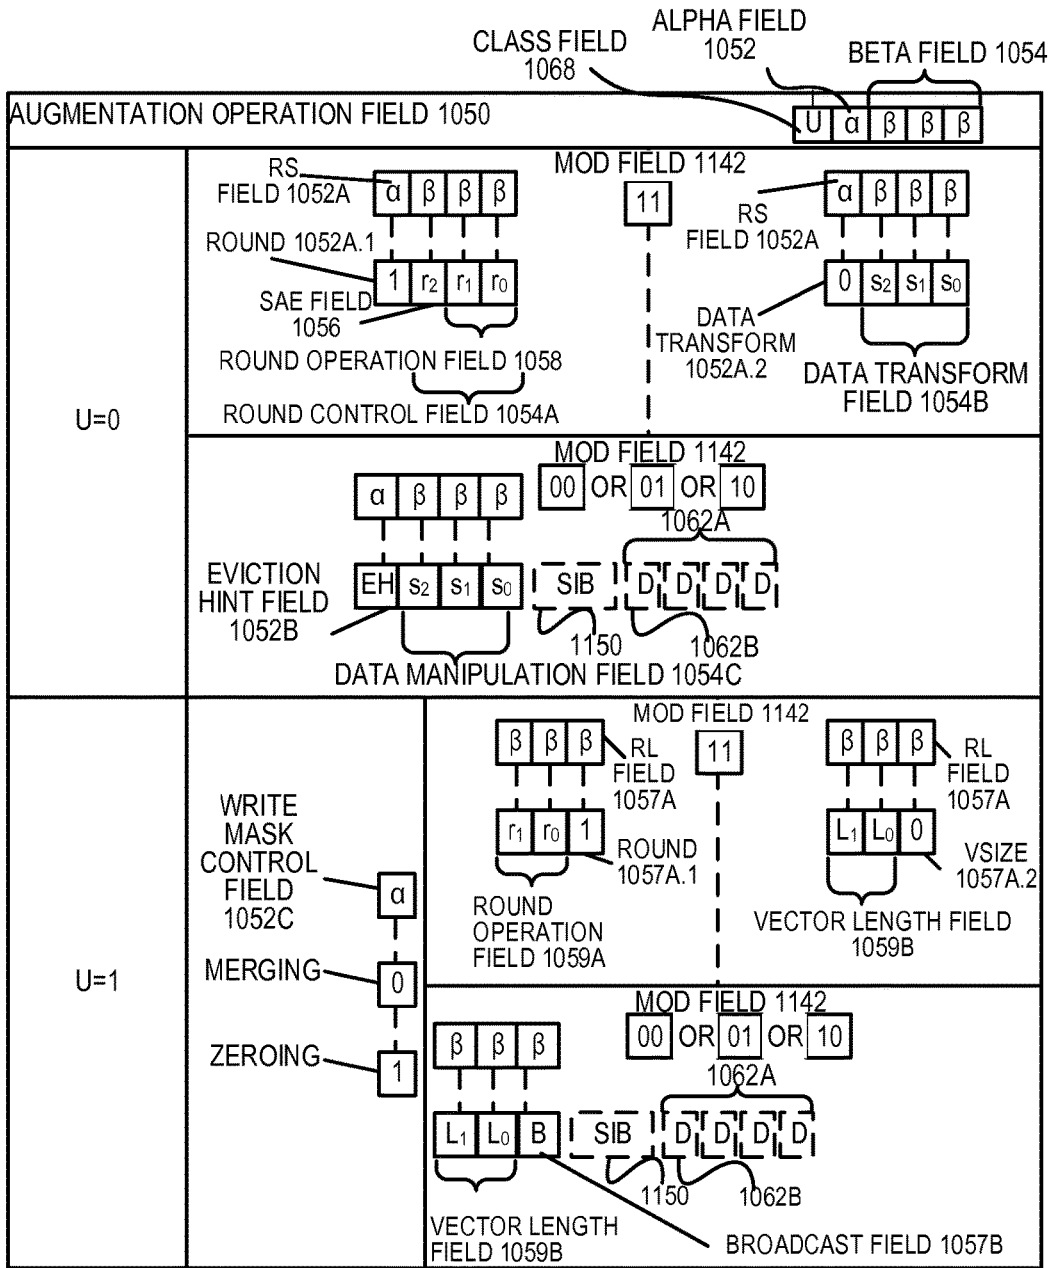 CLASS FIELD
1068
ALPHA FIELD
1052
BETA FIELD 1054
AUGMENTATION OPERATION FIELD 1050
U α β β β
U=0
RS
FIELD 1052A
α β β β
ROUND 1052A.1
1 r2 r1 r0
SAE FIELD
1056
ROUND OPERATION FIELD 1058
ROUND CONTROL FIELD 1054A
MOD FIELD 1142
11
α β β β
RS
FIELD 1052A
0 s2 s1 s0
DATA
TRANSFORM
1052A.2
DATA TRANSFORM
FIELD 1054B
MOD FIELD 1142
00 OR 01 OR 10
α β β β
1062A
EVICTION
HINT FIELD
1052B
EH s2 s1 s0
SIB
D D D D
1150
1062B
DATA MANIPULATION FIELD 1054C
U=1
WRITE
MASK
CONTROL
FIELD
1052C
α
MERGING
0
ZEROING
1
MOD FIELD 1142
11
β β β
RL
FIELD
1057A
r1 r0 1
ROUND
1057A.1
ROUND
OPERATION
FIELD 1059A
β β β
RL
FIELD
1057A
L1 L0 0
VSIZE
1057A.2
VECTOR LENGTH FIELD
1059B
MOD FIELD 1142
00 OR 01 OR 10
β β β
1062A
L1 L0 B
SIB
D D D D
1150
1062B
VECTOR LENGTH
FIELD 1059B
BROADCAST FIELD 1057B